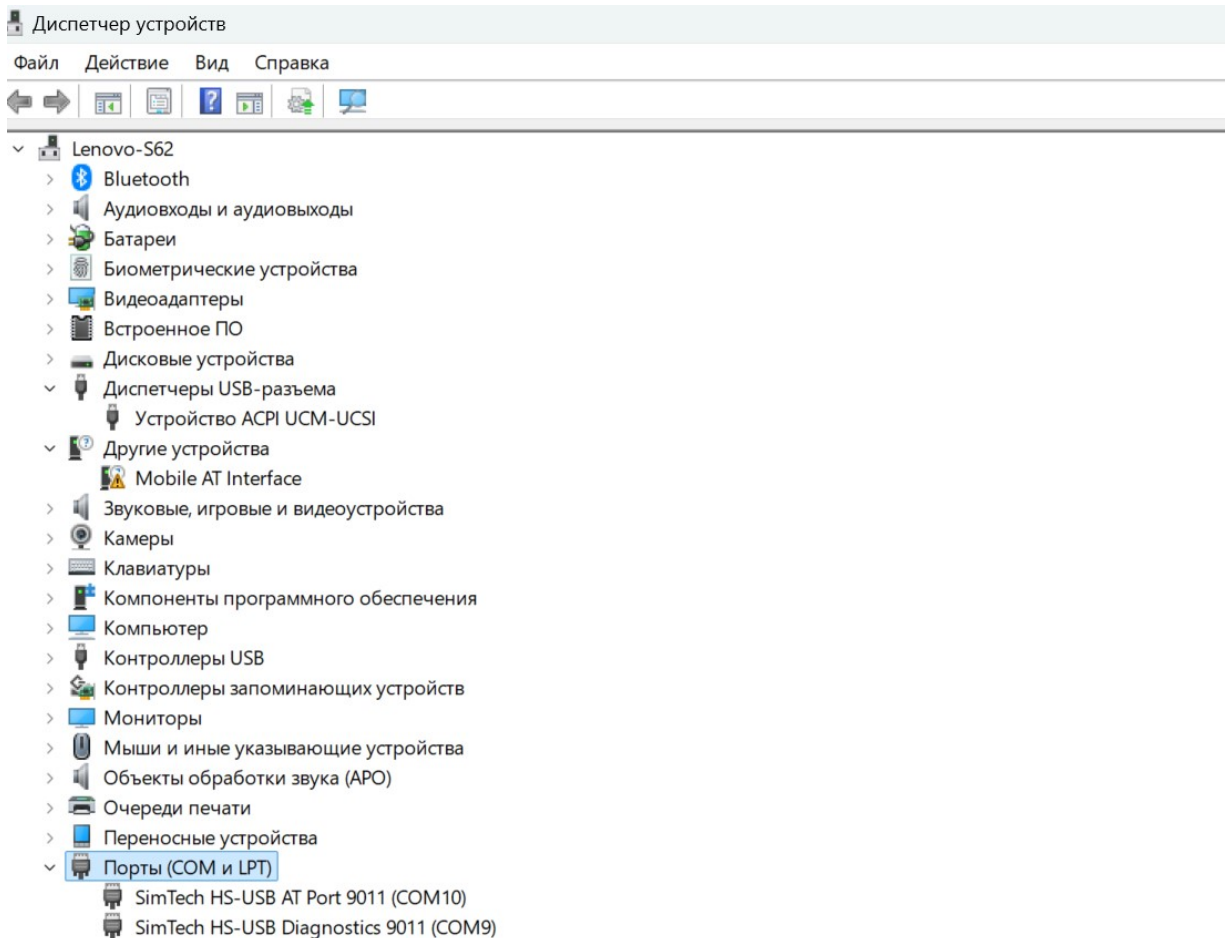 Диспетчер устройств
Файл Действие Вид Справка
Lenovo-S62
Bluetooth
Аудиовходы и аудиовыходы
Батареи
Биометрические устройства
Видеоадаптеры
Встроенное ПО
Дисковые устройства
Диспетчеры USB-разъема
Устройство ACPI UCM-UCSI
Другие устройства
Mobile AT Interface
Звуковые, игровые и видеоустройства
Камеры
Клавиатуры
Компоненты программного обеспечения
Компьютер
Контроллеры USB
Контроллеры запоминающих устройств
Мониторы
Мыши и иные указывающие устройства
Объекты обработки звука (APO)
Очереди печати
Переносные устройства
Порты (COM и LPT)
SimTech HS-USB AT Port 9011 (COM10)
SimTech HS-USB Diagnostics 9011 (COM9)